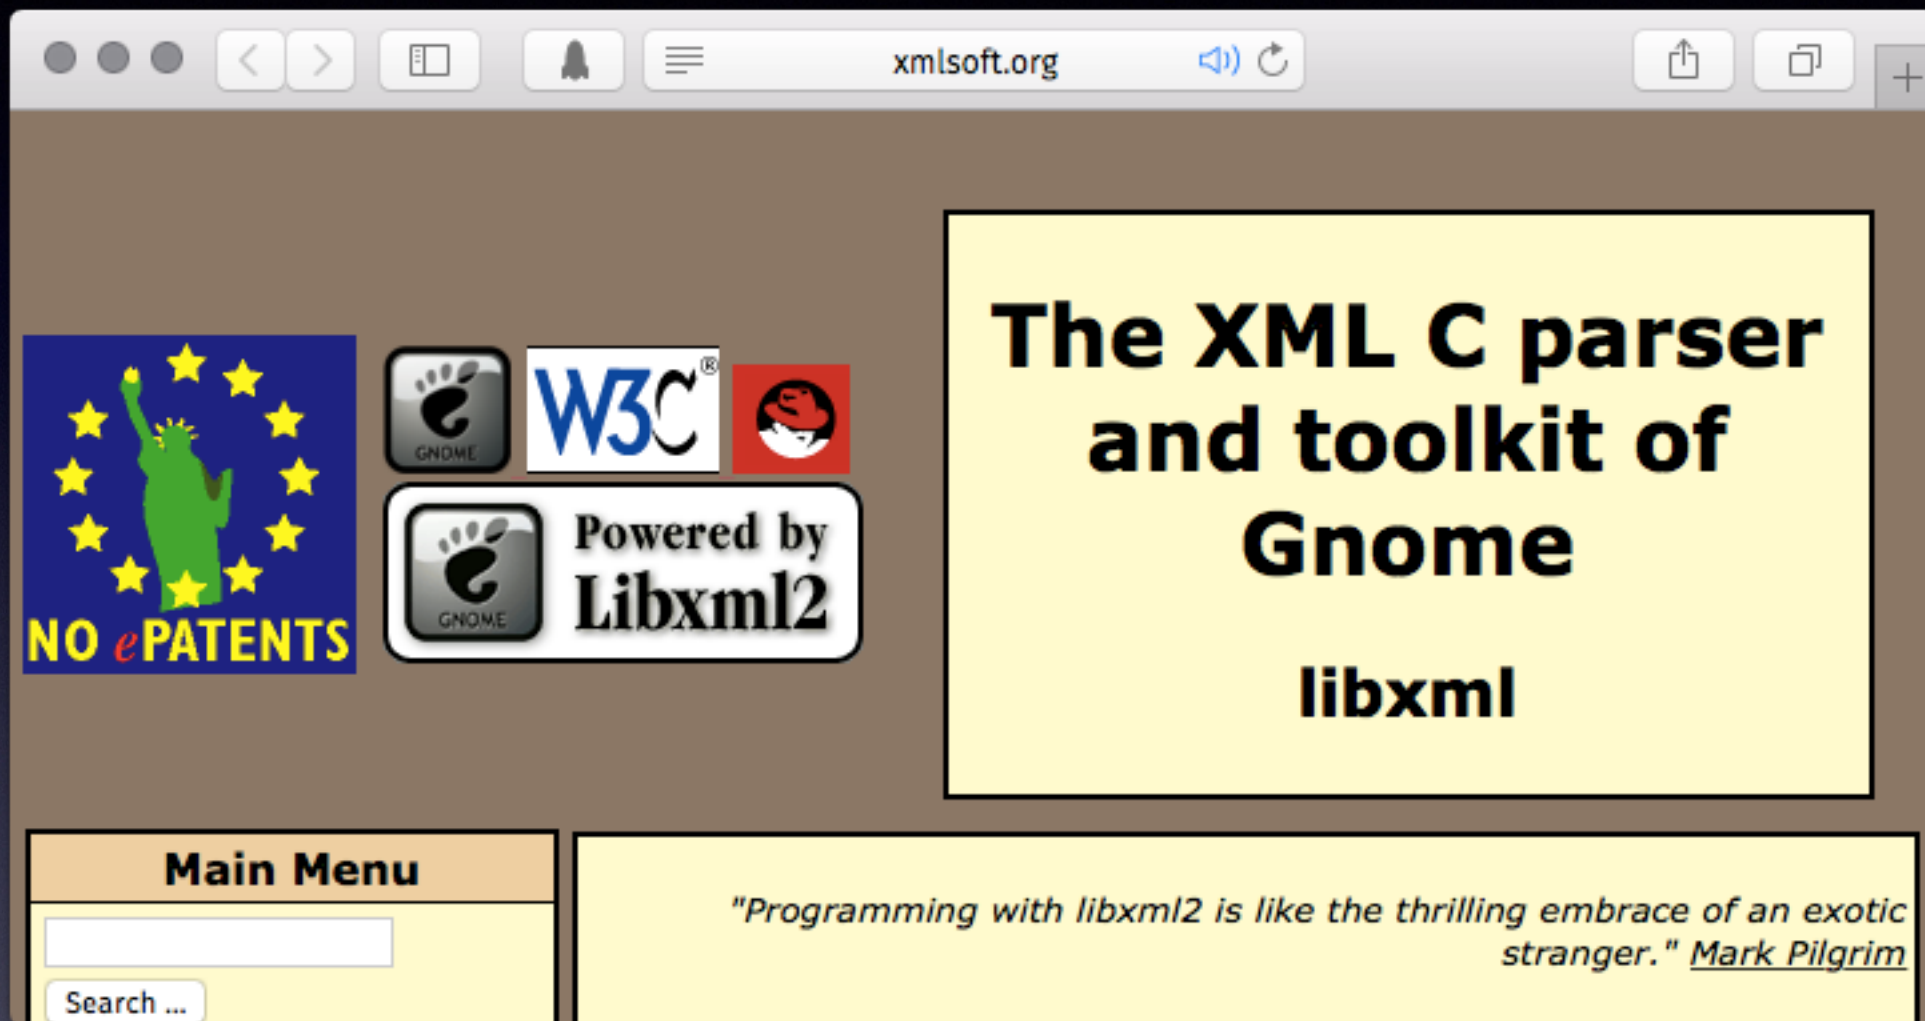 xmlsoft.org
The XML C parser
and toolkit of
Gnome
libxml
GNOME
W3C®
Powered by
Libxml2
GNOME
NO ePATENTS
Main Menu
Search ...
"Programming with libxml2 is like the thrilling embrace of an exotic
stranger." Mark Pilgrim